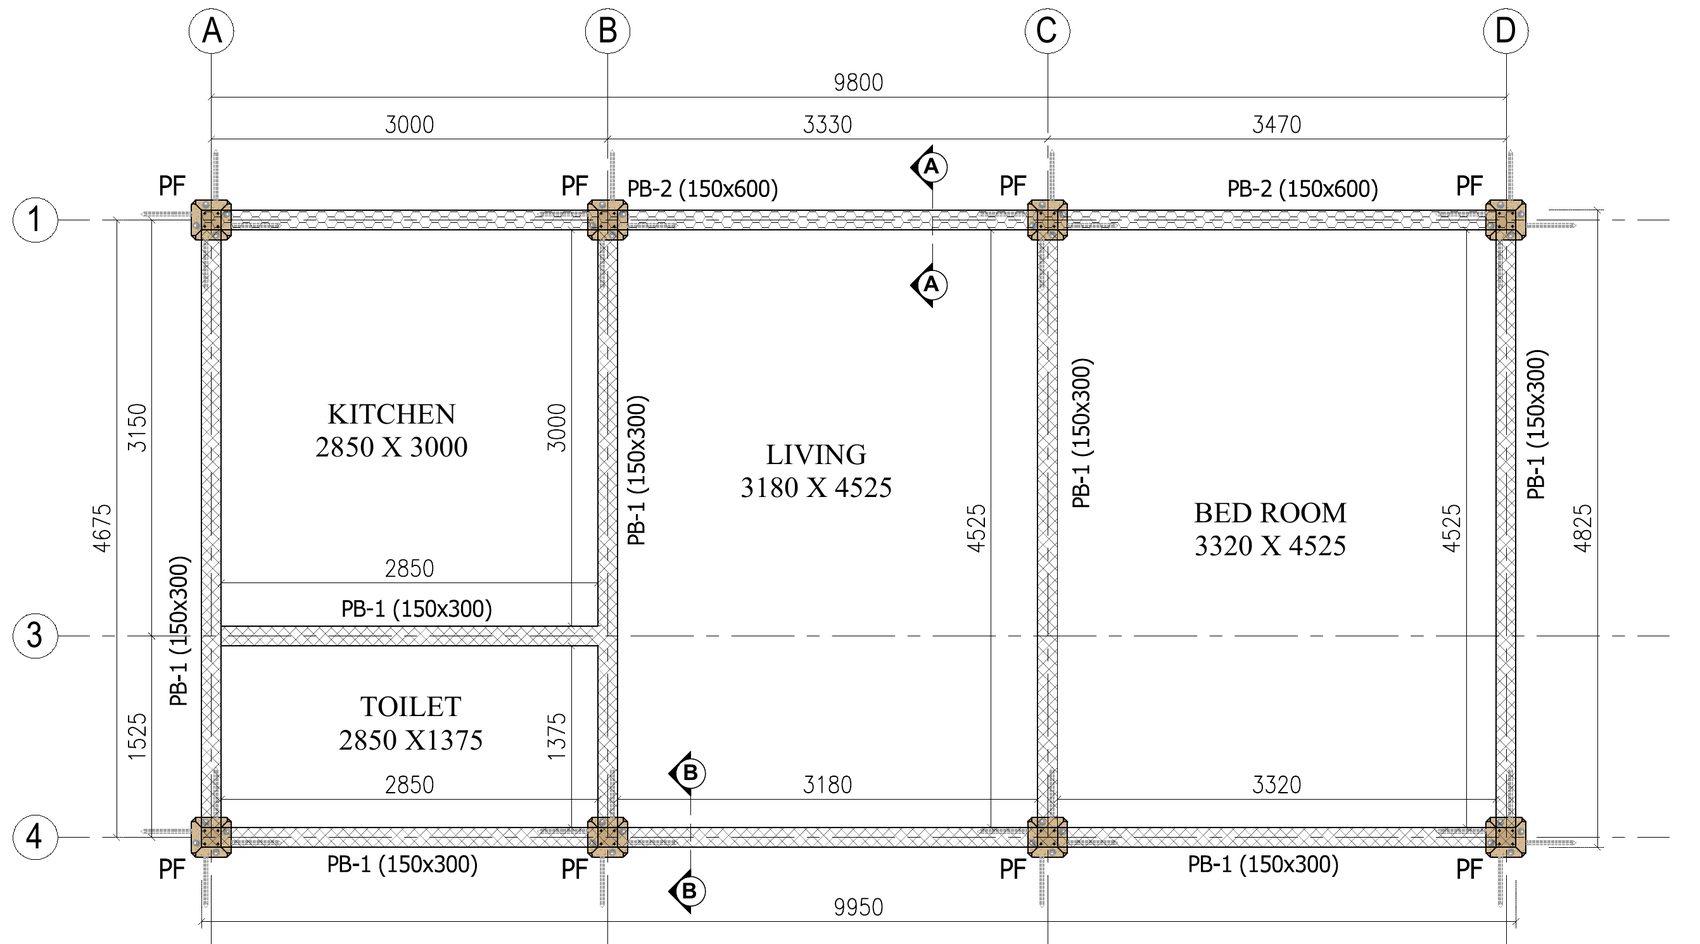 A
B
C
D
9800
3000
3330
3470
A
PF
PF
PB-2 (150x600)
PF
PB-2 (150x600)
PF
1
A
KITCHEN
2850 X 3000
3000
3150
PB-1 (150x300)
LIVING
3180 X 4525
PB-1 (150x300)
PB-1 (150x300)
4675
4525
BED ROOM
3320 X 4525
4525
4825
2850
PB-1 (150x300)
PB-1 (150x300)
3
TOILET
2850 X1375
1525
1375
B
2850
3180
3320
4
PF
PB-1 (150x300)
PF
B
PF
PB-1 (150x300)
PF
9950